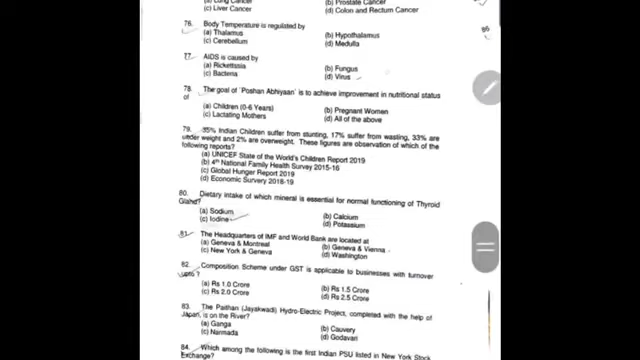 (a) Lung Cancer (b) Prostate Cancer
(c) Liver Cancer (d) Colon and Rectum Cancer
76. Body Temperature is regulated by
(a) Thalamus (b) Hypothalamus
(c) Cerebellum (d) Medulla
77. AIDS is caused by
(a) Rickettsia (b) Fungus
(c) Bacteria (d) Virus
78. The goal of 'Poshan Abhiyaan' is to achieve improvement in nutritional status
of
(a) Children (0-6 Years) (b) Pregnant Women
(c) Lactating Mothers (d) All of the above
79. 35% Indian Children suffer from stunting, 17% suffer from wasting, 33% are
under weight and 2% are overweight. These figures are observation of which of the
following reports?
(a) UNICEF State of the World's Children Report 2019
(b) 4th National Family Health Survey 2015-16
(c) Global Hunger Report 2019
(d) Economic Survery 2018-19
80. Dietary intake of which mineral is essential for normal functioning of Thyroid
Gland?
(a) Sodium (b) Calcium
(c) Iodine (d) Potassium
81. The Headquarters of IMF and World Bank are located at
(a) Geneva & Montreal (b) Geneva & Vienna
(c) New York & Geneva (d) Washington
82. Composition Scheme under GST is applicable to businesses with turnover
upto?
(a) Rs 1.0 Crore (b) Rs 1.5 Crore
(c) Rs 2.0 Crore (d) Rs 2.5 Crore
83. The Paithan (Jayakwadi) Hydro-Electric Project, completed with the help of
Japan, is on the River?
(a) Ganga (b) Cauvery
(c) Narmada (d) Godavari
84. Which among the following is the first Indian PSU listed in New York Stock
Exchange?
86